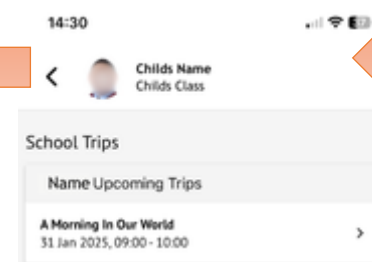 14:30
Childs Name
Childs Class
School Trips
Name Upcoming Trips
A Morning In Our World
31 Jan 2025, 09:00 - 10:00